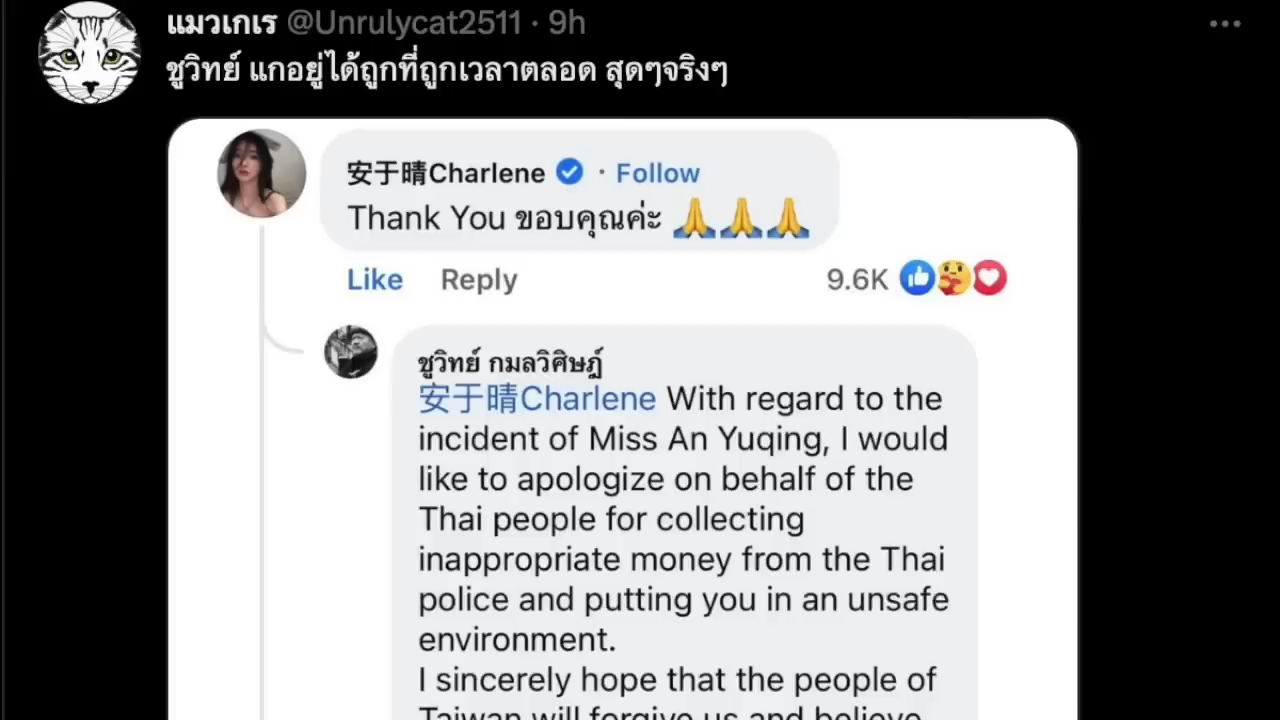 แมวเกเร @Unrulycat2511 · 9h
ชูวิทย์ แกอยู่ได้ถูกที่ถูกเวลาตลอด สุดๆจริงๆ
安于晴Charlene · Follow
Thank You ขอบคุณค่ะ 🙏🙏🙏
Like Reply 9.6K
ชูวิทย์ กมลวิศิษฎ์
安于晴Charlene With regard to the
incident of Miss An Yuqing, I would
like to apologize on behalf of the
Thai people for collecting
inappropriate money from the Thai
police and putting you in an unsafe
environment.
I sincerely hope that the people of
Taiwan will forgive us and believe